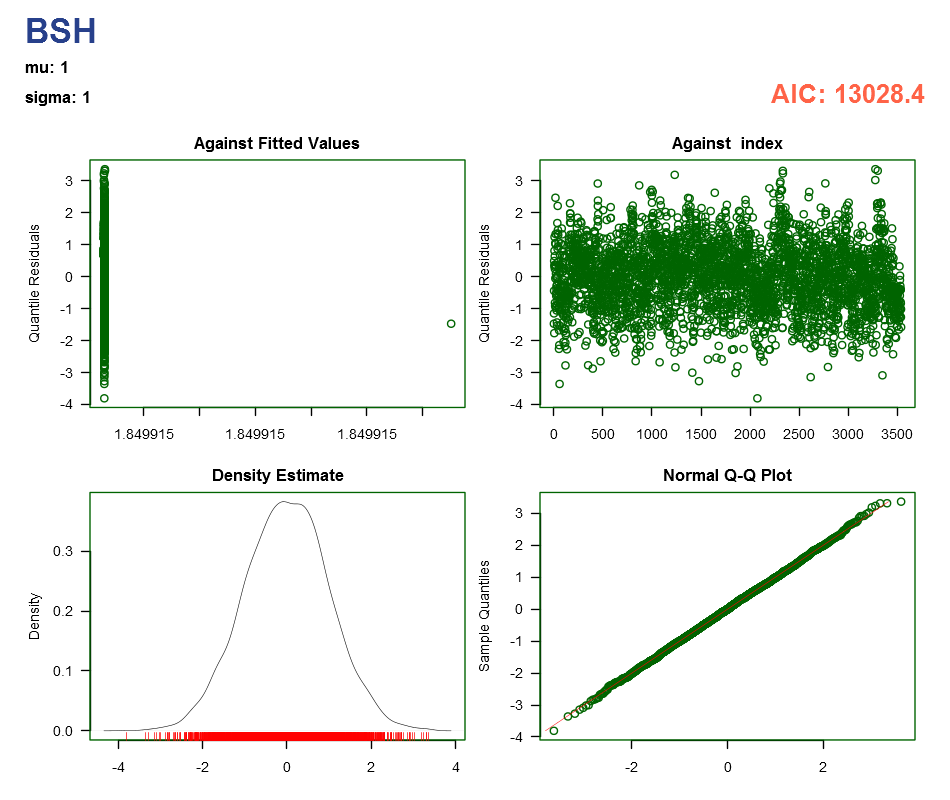 BSH
mu: 1
sigma: 1
AIC: 13028.4
Against Fitted Values
Quantile Residuals
3
2
1
0
-1
-2
-3
-4
1.849915 1.849915 1.849915
Against index
Quantile Residuals
3
2
1
0
-1
-2
-3
-4
0 500 1000 1500 2000 2500 3000 3500
Density Estimate
Density
0.3
0.2
0.1
0.0
-4 -2 0 2 4
Normal Q-Q Plot
Sample Quantiles
3
2
1
0
-1
-2
-3
-4
-2 0 2